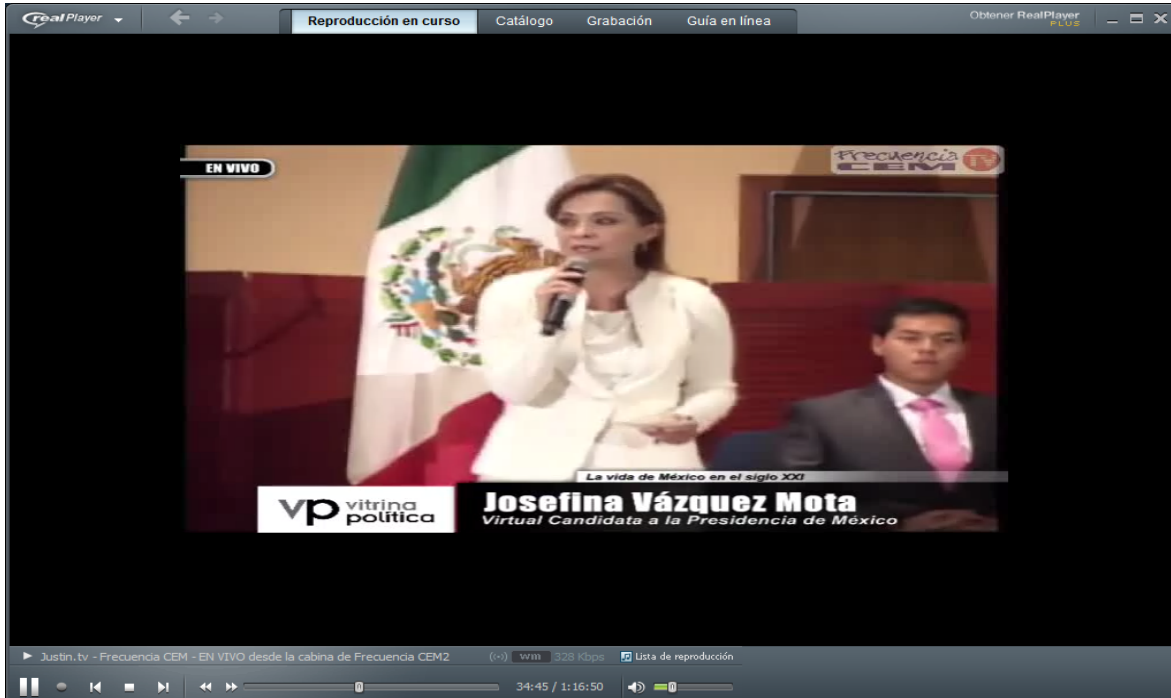 RealPlayer
Reproducción en curso
Catálogo
Grabación
Guía en línea
Obtener RealPlayer
PLUS
EN VIVO
Frecuencia
CEM TV
La vida de México en el siglo XXI
vp vitrina
política
Josefina Vázquez Mota
Virtual Candidata a la Presidencia de México
Justin.tv - Frecuencia CEM - EN VIVO desde la cabina de Frecuencia CEM2
wm 328 Kbps
Lista de reproducción
34:45 / 1:16:50